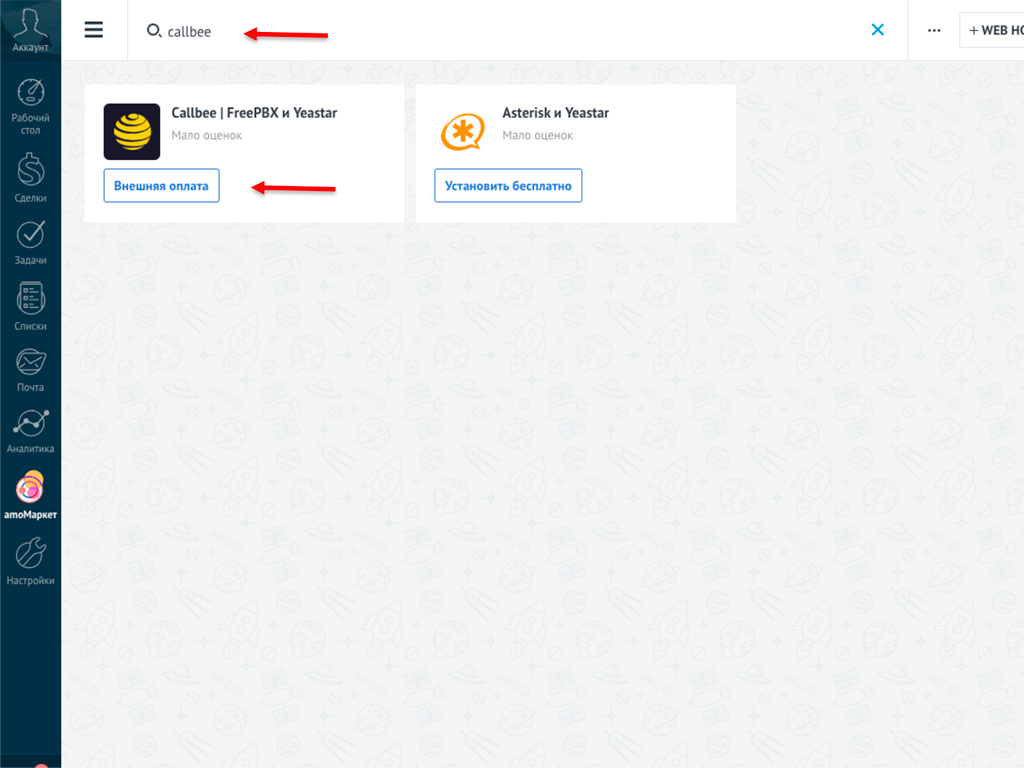 Аккаунт
Рабочий
стол
Сделки
Задачи
Списки
Почта
Аналитика
amoМаркет
Настройки
callbee
+ WEB HO
Callbee | FreePBX и Yeastar
Мало оценок
Внешняя оплата
Asterisk и Yeastar
Мало оценок
Установить бесплатно